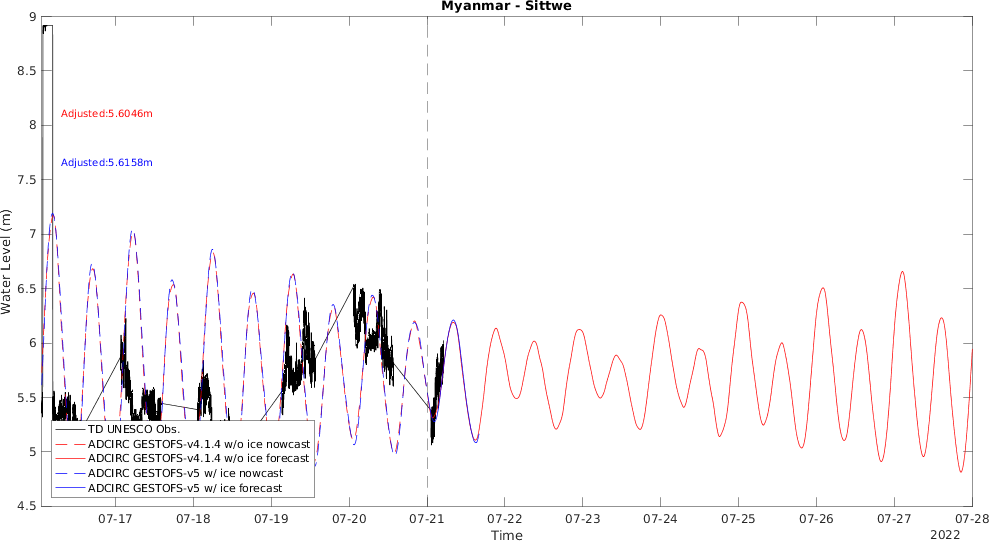 Myanmar - Sittwe
9
8.5
8
7.5
7
6.5
6
5.5
5
4.5
Water Level (m)
Adjusted:5.6046m
Adjusted:5.6158m
TD UNESCO Obs.
ADCIRC GESTOFS-v4.1.4 w/o ice nowcast
ADCIRC GESTOFS-v4.1.4 w/o ice forecast
ADCIRC GESTOFS-v5 w/ ice nowcast
ADCIRC GESTOFS-v5 w/ ice forecast
07-17 07-18 07-19 07-20 07-21 07-22 07-23 07-24 07-25 07-26 07-27 07-28
Time
2022